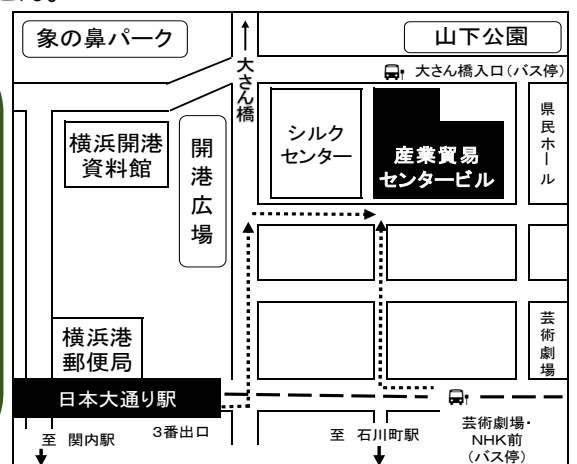 象の鼻パーク
山下公園
大さん橋
大さん橋入口(バス停)
横浜開港
資料館
開港広場
シルク
センター
産業貿易
センタービル
県民ホール
横浜港
郵便局
芸術劇場
日本大通り駅
3番出口
至 関内駅
至 石川町駅
芸術劇場・
NHK前
(バス停)